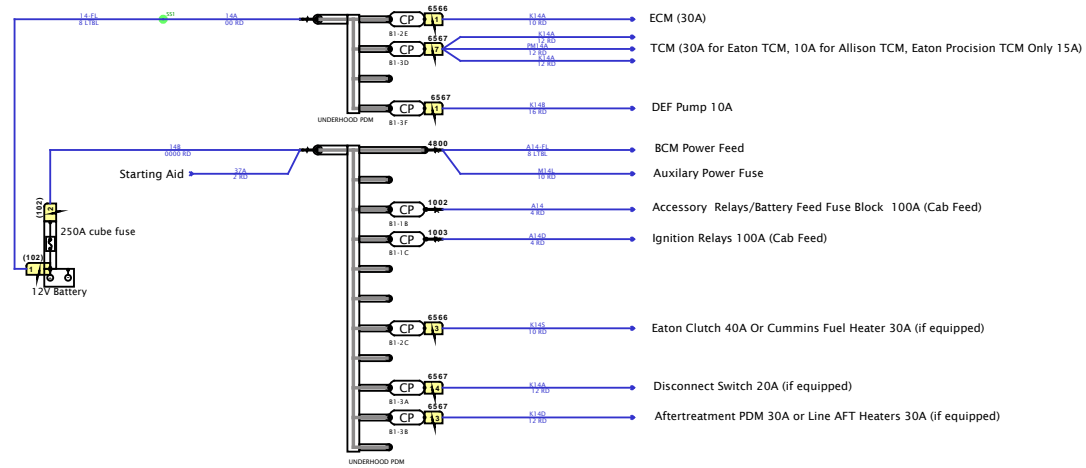 14-FL
8 LTBL
SS1
14A
00 RD
CP
6566
1
B1-2E
K14A
10 RD
ECM (30A)
CP
6567
7
B1-3D
K14A
12 RD
PM14A
12 RD
K14A
12 RD
TCM (30A for Eaton TCM, 10A for Allison TCM, Eaton Procision TCM Only 15A)
CP
6567
1
B1-3F
K14B
16 RD
DEF Pump 10A
UNDERHOOD PDM
14B
0000 RD
4800
A14-FL
8 LTBL
BCM Power Feed
Starting Aid
37A
2 RD
M14L
10 RD
Auxilary Power Fuse
(102)
2
250A cube fuse
(102)
1
12V Battery
CP
1002
B1-1B
A14
4 RD
Accessory Relays/Battery Feed Fuse Block 100A (Cab Feed)
CP
1003
B1-1C
A14D
4 RD
Ignition Relays 100A (Cab Feed)
CP
6566
3
B1-2C
K14S
10 RD
Eaton Clutch 40A Or Cummins Fuel Heater 30A (if equipped)
CP
6567
4
B1-3A
K14A
12 RD
Disconnect Switch 20A (if equipped)
CP
6567
3
B1-3B
K14D
12 RD
Aftertreatment PDM 30A or Line AFT Heaters 30A (if equipped)
UNDERHOOD PDM